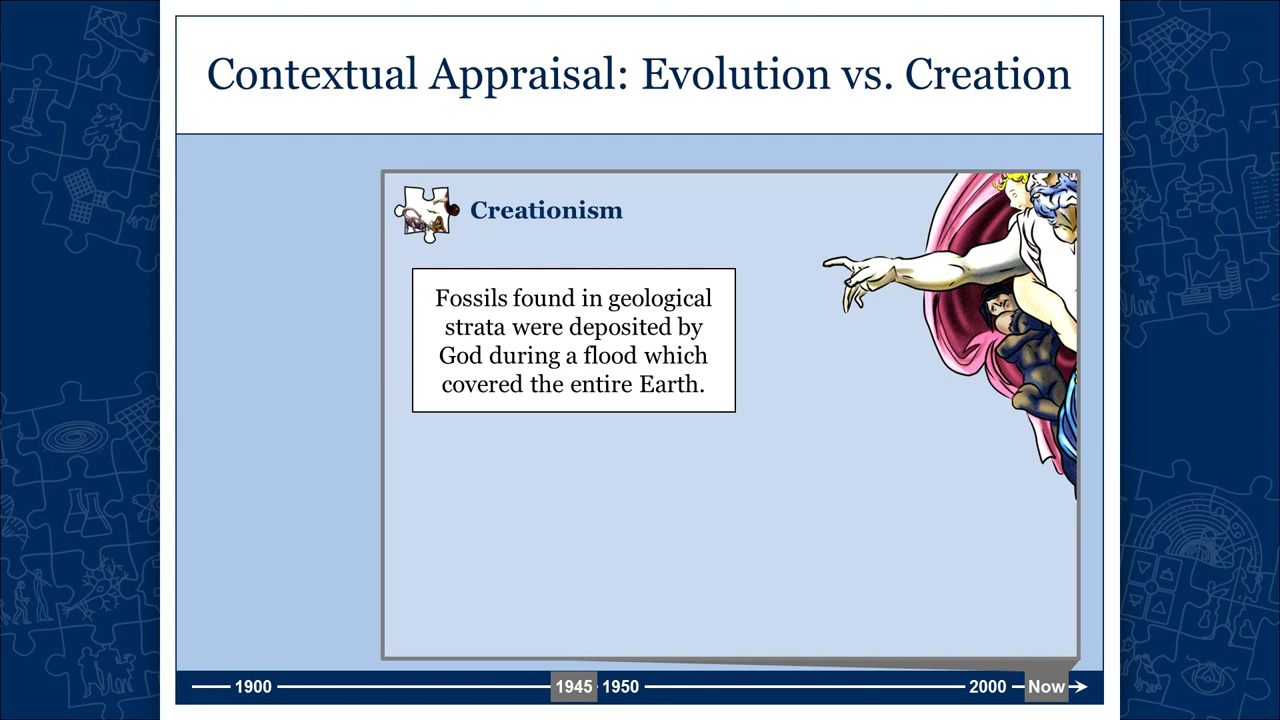 Contextual Appraisal: Evolution vs. Creation
Creationism
Fossils found in geological
strata were deposited by
God during a flood which
covered the entire Earth.
1900 1945 1950 2000 Now
√-1